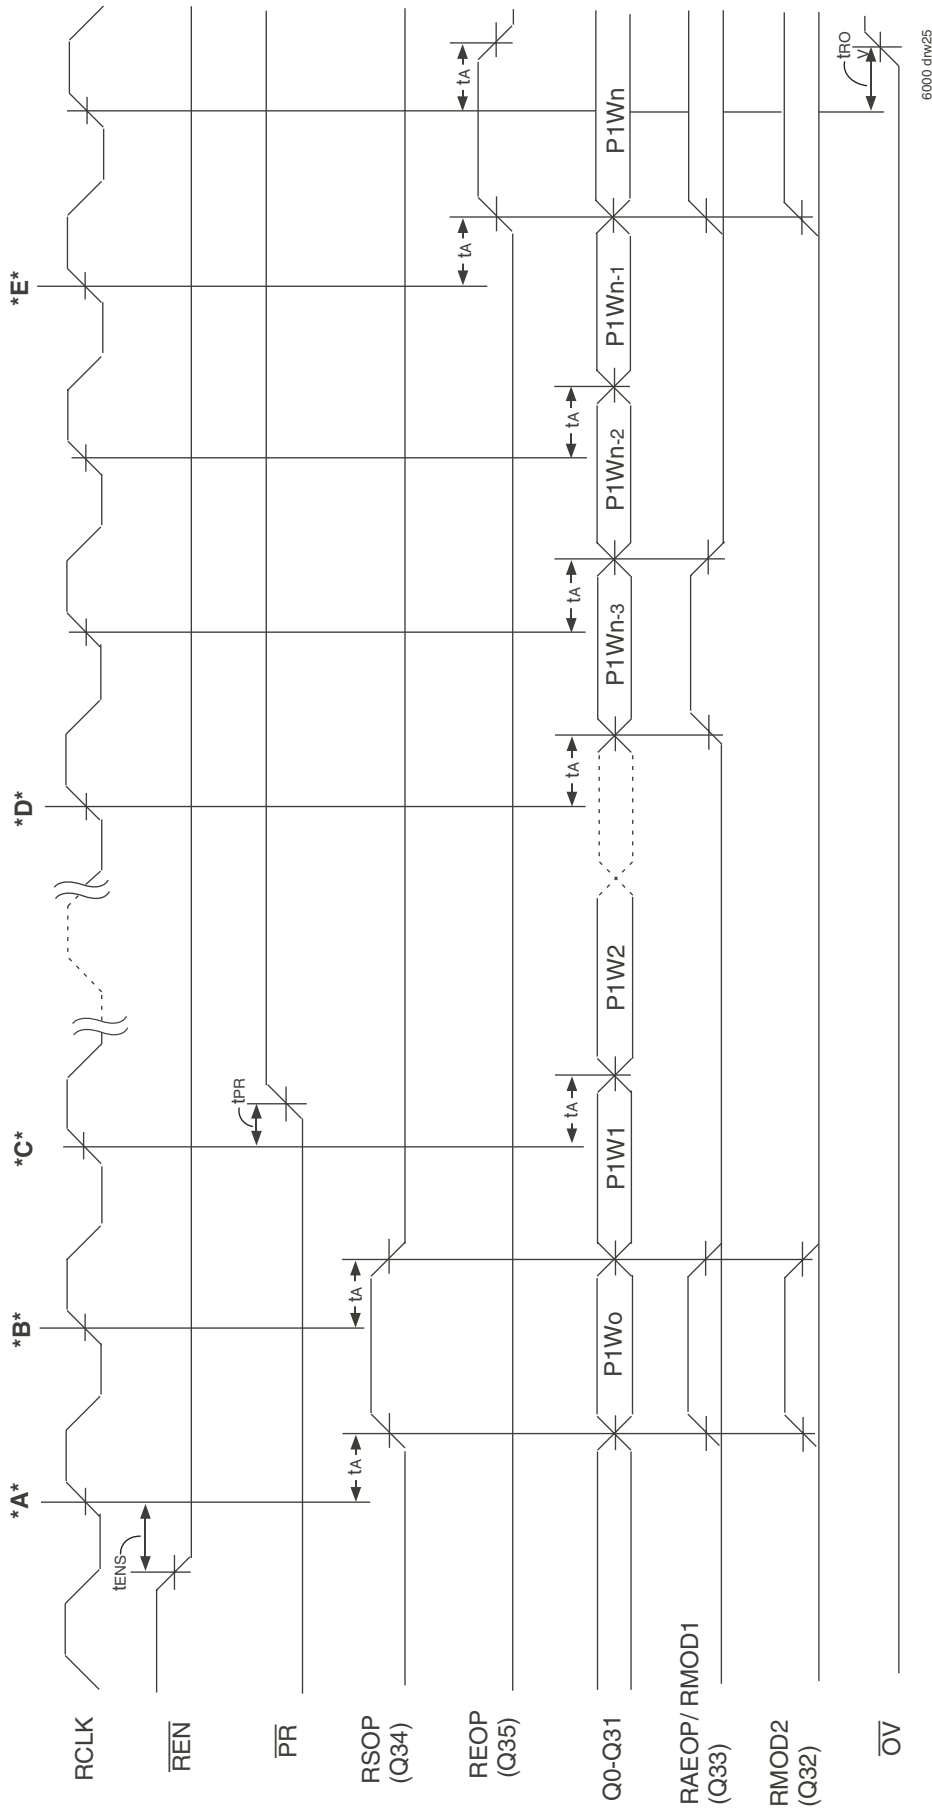 *A*
*B*
*C*
*D*
*E*
RCLK
tENS
REN
tPR
PR
RSOP
(Q34)
tA
tA
REOP
(Q35)
tA
tA
Q0-Q31
P1Wo
P1W1
P1W2
P1Wn-3
P1Wn-2
P1Wn-1
P1Wn
tA
tA
tA
tA
RAEOP/ RMOD1
(Q33)
RMOD2
(Q32)
OV
tRO
V
6000 drw25